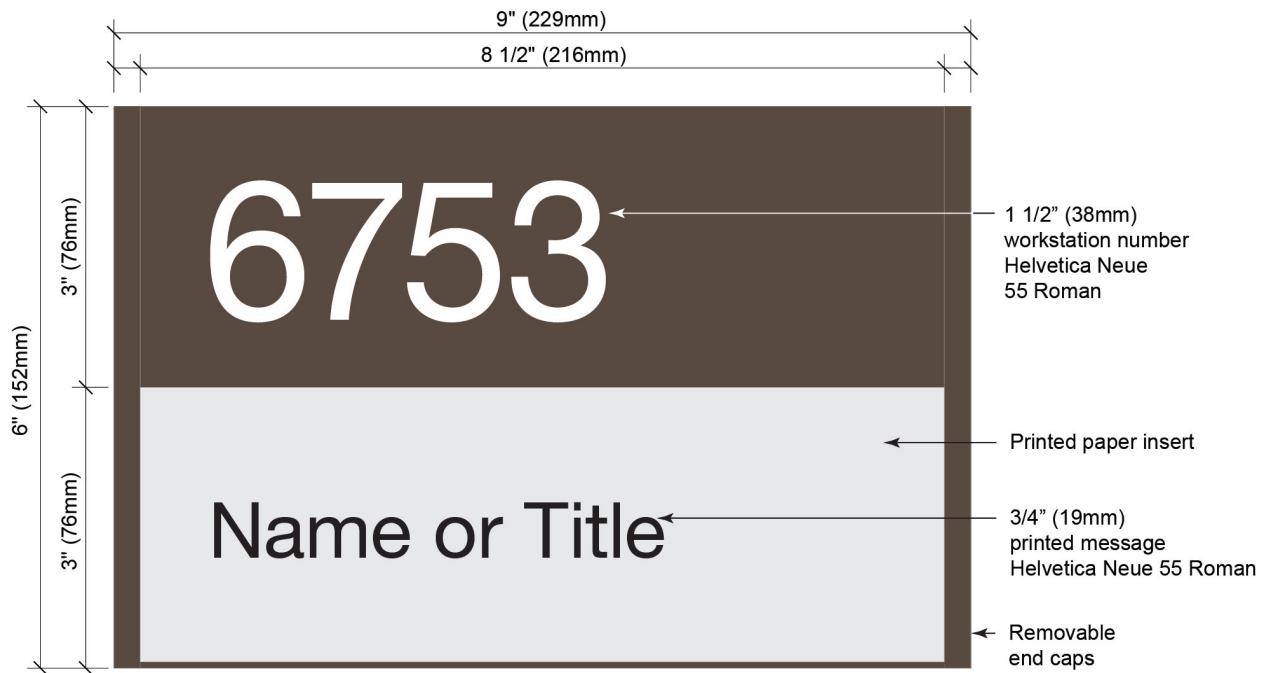 9" (229mm)
8 1/2" (216mm)
6" (152mm)
3" (76mm)
3" (76mm)
6753
1 1/2” (38mm)
workstation number
Helvetica Neue
55 Roman
Printed paper insert
Name or Title
3/4” (19mm)
printed message
Helvetica Neue 55 Roman
Removable
end caps